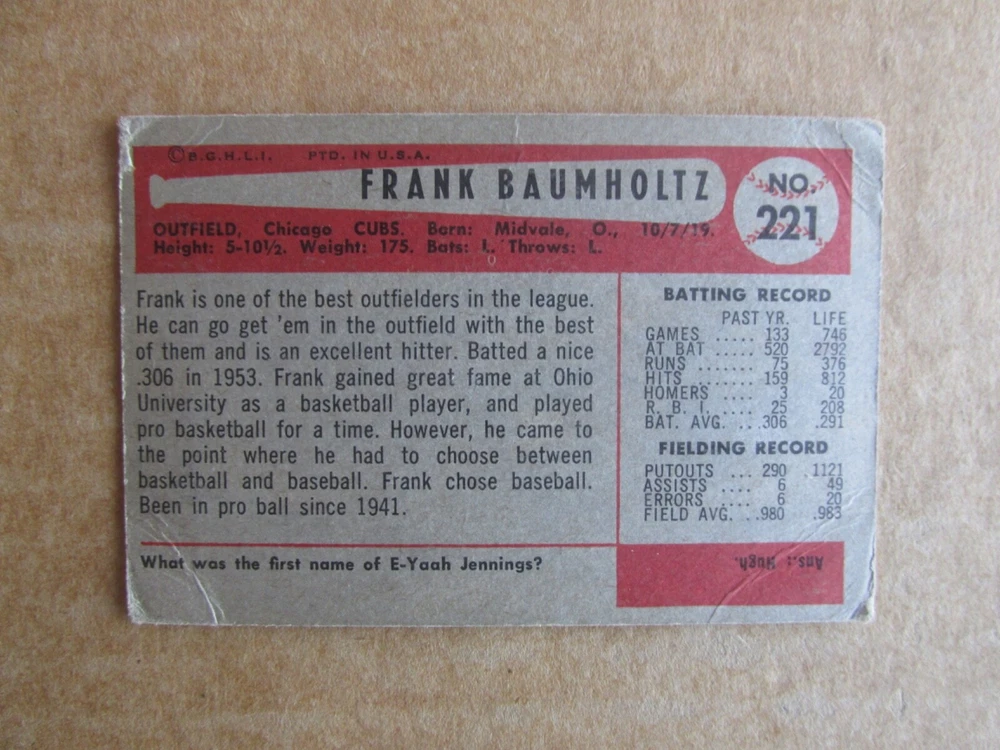 ©B.G.H.L.I. PTD. IN U.S.A.
FRANK BAUMHOLTZ
NO. 221
OUTFIELD, Chicago CUBS. Born: Midvale, O., 10/7/19.
Height: 5-10½. Weight: 175. Bats: L. Throws: L.
Frank is one of the best outfielders in the league.
He can go get 'em in the outfield with the best
of them and is an excellent hitter. Batted a nice
.306 in 1953. Frank gained great fame at Ohio
University as a basketball player, and played
pro basketball for a time. However, he came to
the point where he had to choose between
basketball and baseball. Frank chose baseball.
Been in pro ball since 1941.
BATTING RECORD
PAST YR. LIFE
GAMES ..... 133 746
AT BAT ..... 520 2792
RUNS ....... 75 376
HITS ....... 159 812
HOMERS .... 3 20
R. B. I. .... 25 208
BAT. AVG. ...306 .291
FIELDING RECORD
PUTOUTS ... 290 1121
ASSISTS .... 6 49
ERRORS .... 6 20
FIELD AVG. ..980 .983
What was the first name of E-Yaah Jennings?
Ans.: Hugh.